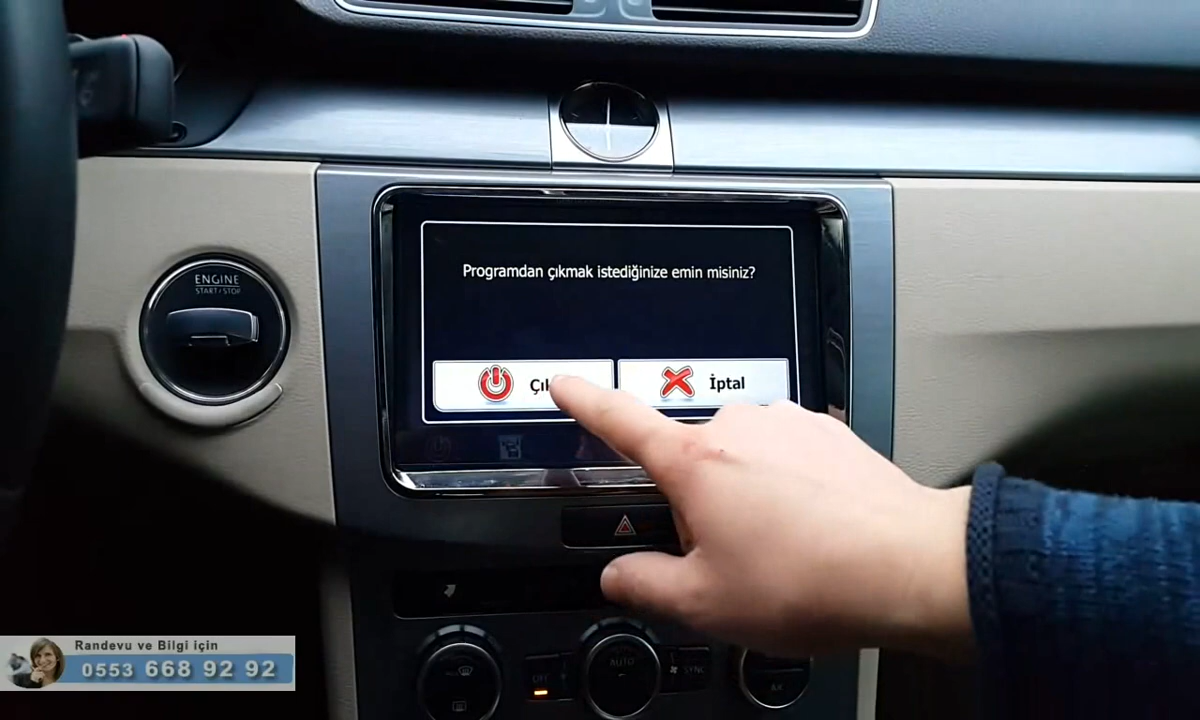 ENGINE
START/STOP
Programdan çıkmak istediğinize emin misiniz?
İptal
AUTO
OFF
SYNC
Randevu ve Bilgi için
0553 668 92 92